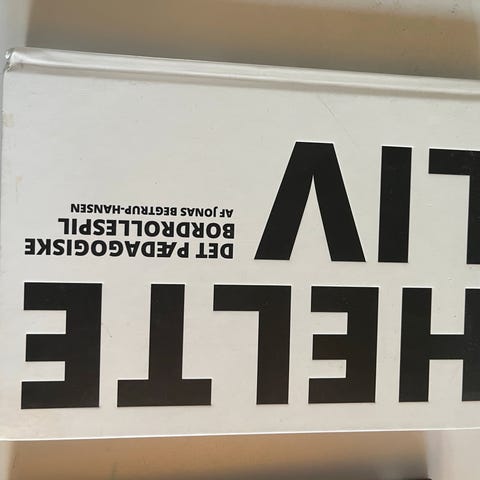 HELTE
LIV
DET PÆDAGOGISKE
BORDROLLESPIL
AF JONAS BEGTRUP-HANSEN